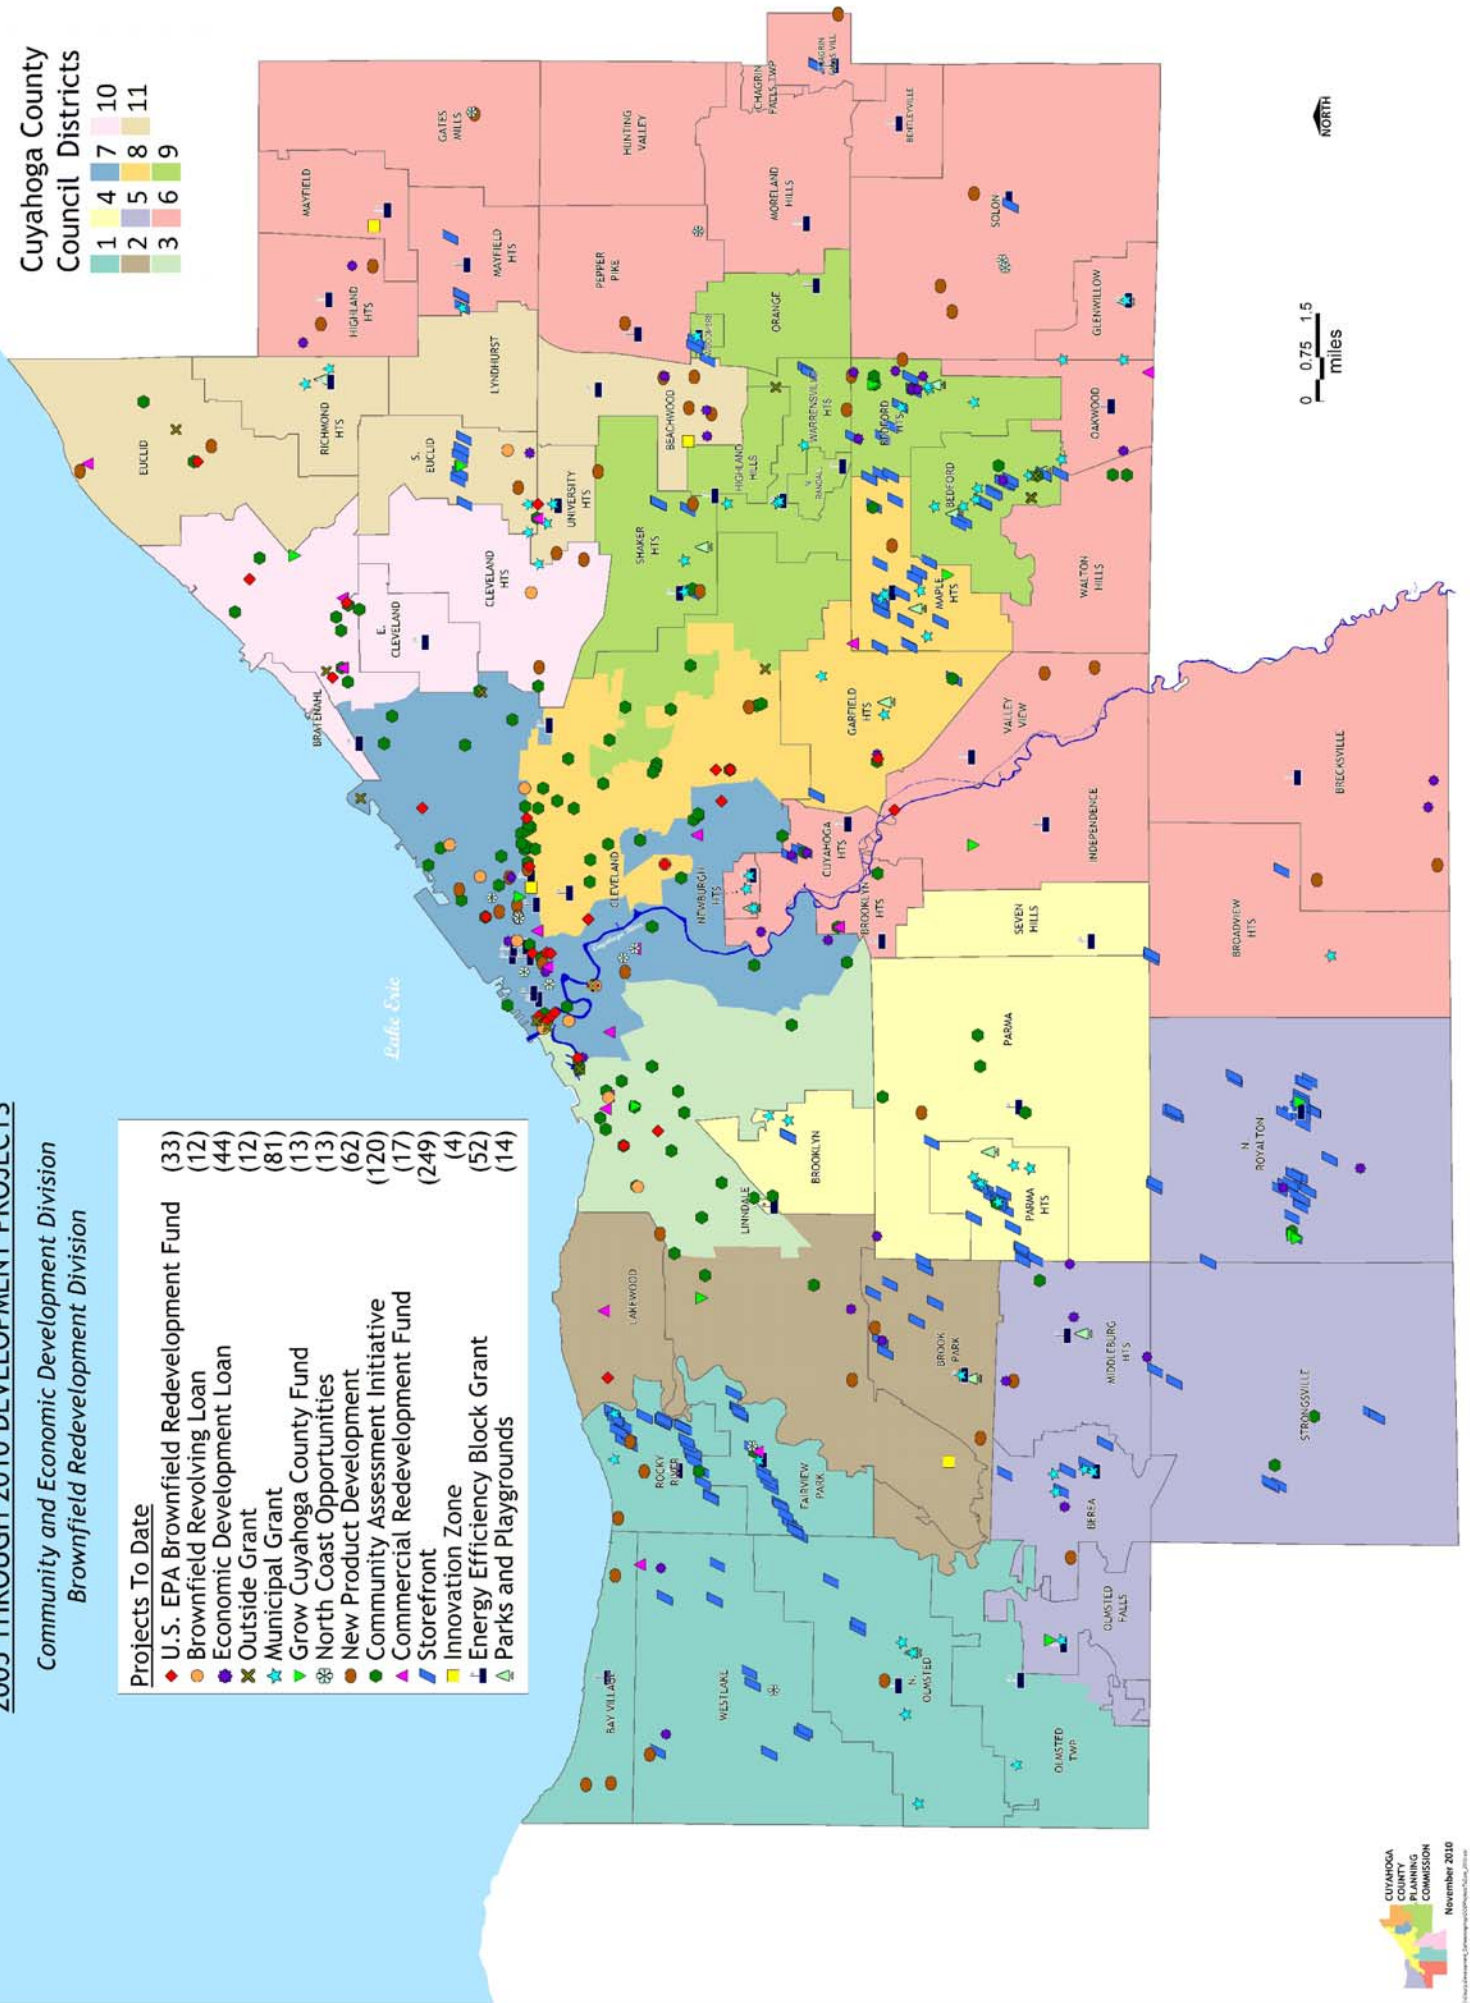 2003 THROUGH 2010 DEVELOPMENT PROJECTS
Community and Economic Development Division
Brownfield Redevelopment Division
Projects To Date
U.S. EPA Brownfield Redevelopment Fund (33)
Brownfield Revolving Loan (12)
Economic Development Loan (44)
Outside Grant (12)
Municipal Grant (81)
Grow Cuyahoga County Fund (13)
North Coast Opportunities (13)
New Product Development (62)
Community Assessment Initiative (120)
Commercial Redevelopment Fund (17)
Storefront (249)
Innovation Zone (4)
Energy Efficiency Block Grant (52)
Parks and Playgrounds (14)
Cuyahoga County
Council Districts
1 4 7 10
2 5 8 11
3 6 9
Lake Erie
EUCLID
RICHMOND
HTS
HIGHLAND
HTS
MAYFIELD
GATES
MILLS
MAYFIELD
HTS
LYNDHURST
S.
EUCLID
BRATENAHL
E.
CLEVELAND
CLEVELAND
HTS
UNIVERSITY
HTS
BEACHWOOD
PEPPER
PIKE
HUNTING
VALLEY
SHAKER
HTS
HIGHLAND
HILLS
WARRENSVILLE
HTS
RANDALL
ORANGE
MORELAND
HILLS
CHAGRIN
FALLS TWP
BENTLEYVILLE
SOLON
GLENWILLOW
OAKWOOD
BEDFORD
HTS
BEDFORD
MAPLE
HTS
WALTON
HILLS
GARFIELD
HTS
VALLEY
VIEW
CLEVELAND
NEWBURGH
HTS
CUYAHOGA
HTS
BROOKLYN
HTS
INDEPENDENCE
SEVEN
HILLS
BRECKSVILLE
BROADVIEW
HTS
PARMA
PARMA
HTS
BROOKLYN
LINNDALE
LAKEWOOD
N.
ROYALTON
BROOK
PARK
MIDDLEBURG
HTS
STRONGSVILLE
BEREA
ROCKY
RIVER
FAIRVIEW
PARK
BAY VILLAGE
WESTLAKE
N.
OLMSTED
OLMSTED
FALLS
OLMSTED
TWP
NORTH
0 0.75 1.5
miles
CUYAHOGA
COUNTY
PLANNING
COMMISSION
November 2010